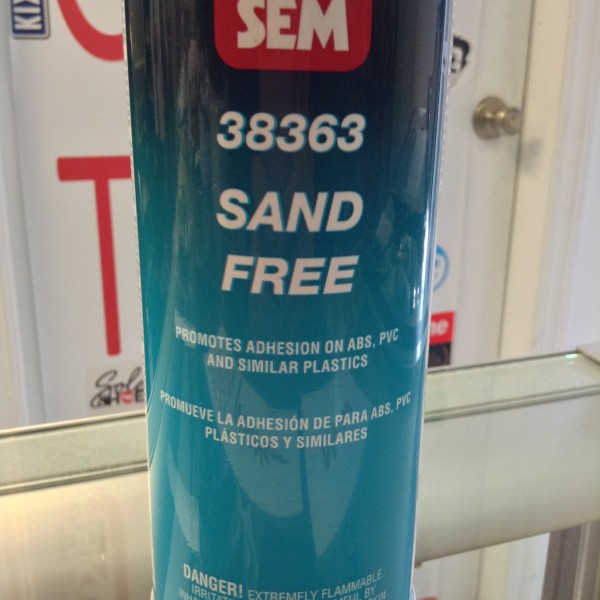 KIX
SEM
38363
SAND
FREE
PROMOTES ADHESION ON ABS, PVC
AND SIMILAR PLASTICS
PROMUEVE LA ADHESIÓN DE PARA ABS, PVC
PLÁSTICOS Y SIMILARES
DANGER! EXTREMELY FLAMMABLE.